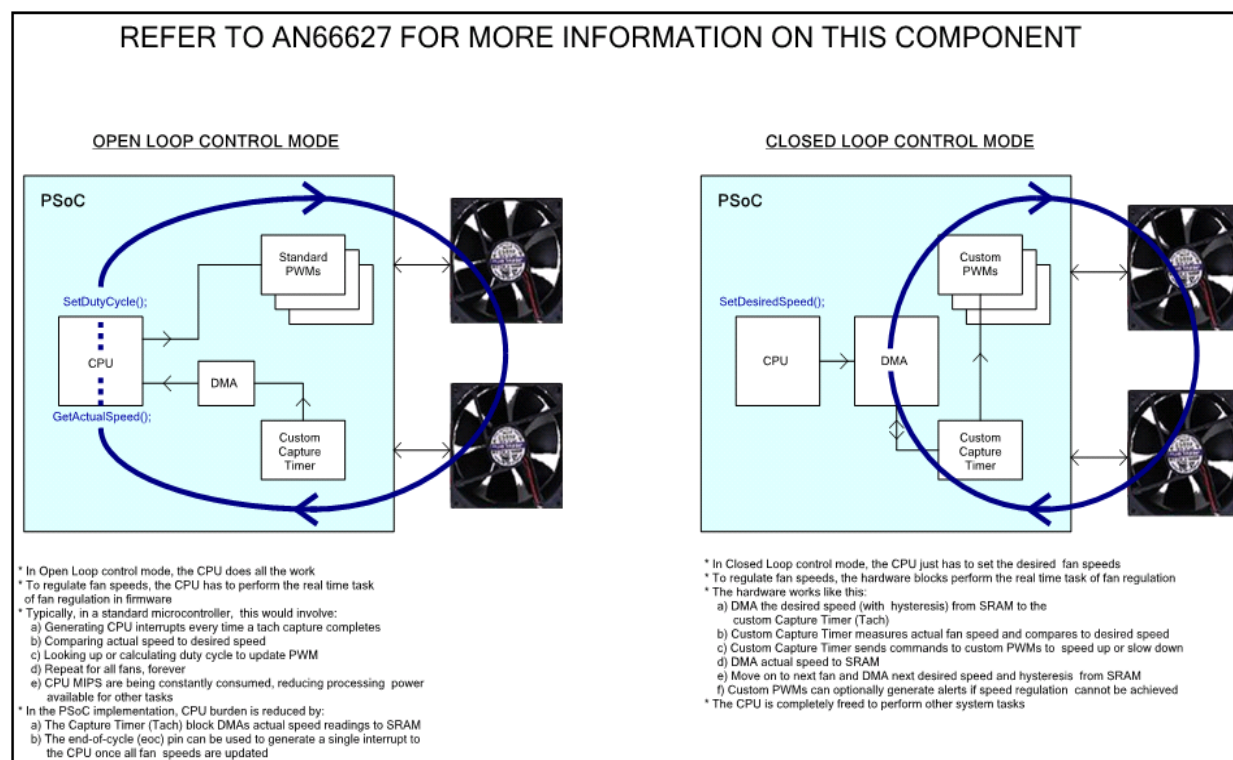 REFER TO AN66627 FOR MORE INFORMATION ON THIS COMPONENT
OPEN LOOP CONTROL MODE
PSoC
Standard
PWMs
SetDutyCycle();
CPU
DMA
GetActualSpeed();
Custom
Capture
Timer
* In Open Loop control mode, the CPU does all the work
* To regulate fan speeds, the CPU has to perform the real time task
of fan regulation in firmware
* Typically, in a standard microcontroller, this would involve:
a) Generating CPU interrupts every time a tach capture completes
b) Comparing actual speed to desired speed
c) Looking up or calculating duty cycle to update PWM
d) Repeat for all fans, forever
e) CPU MIPS are being constantly consumed, reducing processing power
available for other tasks
* In the PSoC implementation, CPU burden is reduced by:
a) The Capture Timer (Tach) block DMAs actual speed readings to SRAM
b) The end-of-cycle (eoc) pin can be used to generate a single interrupt to
the CPU once all fan speeds are updated
CLOSED LOOP CONTROL MODE
PSoC
Custom
PWMs
SetDesiredSpeed();
CPU
DMA
Custom
Capture
Timer
* In Closed Loop control mode, the CPU just has to set the desired fan speeds
* To regulate fan speeds, the hardware blocks perform the real time task of fan regulation
* The hardware works like this:
a) DMA the desired speed (with hysteresis) from SRAM to the
custom Capture Timer (Tach)
b) Custom Capture Timer measures actual fan speed and compares to desired speed
c) Custom Capture Timer sends commands to custom PWMs to speed up or slow down
d) DMA actual speed to SRAM
e) Move on to next fan and DMA next desired speed and hysteresis from SRAM
f) Custom PWMs can optionally generate alerts if speed regulation cannot be achieved
* The CPU is completely freed to perform other system tasks